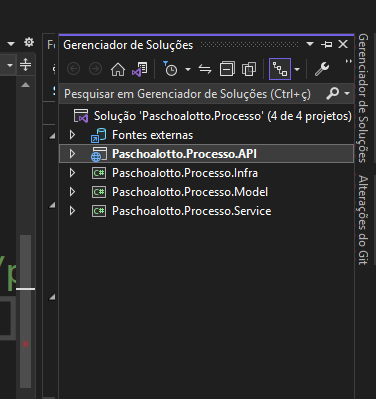 Gerenciador de Soluções
Pesquisar em Gerenciador de Soluções (Ctrl+ç)
Solução 'Paschoalotto.Processo' (4 de 4 projetos)
Fontes externas
Paschoalotto.Processo.API
C# Paschoalotto.Processo.Infra
C# Paschoalotto.Processo.Model
C# Paschoalotto.Processo.Service
Gerenciador de Soluções
Alterações do Git